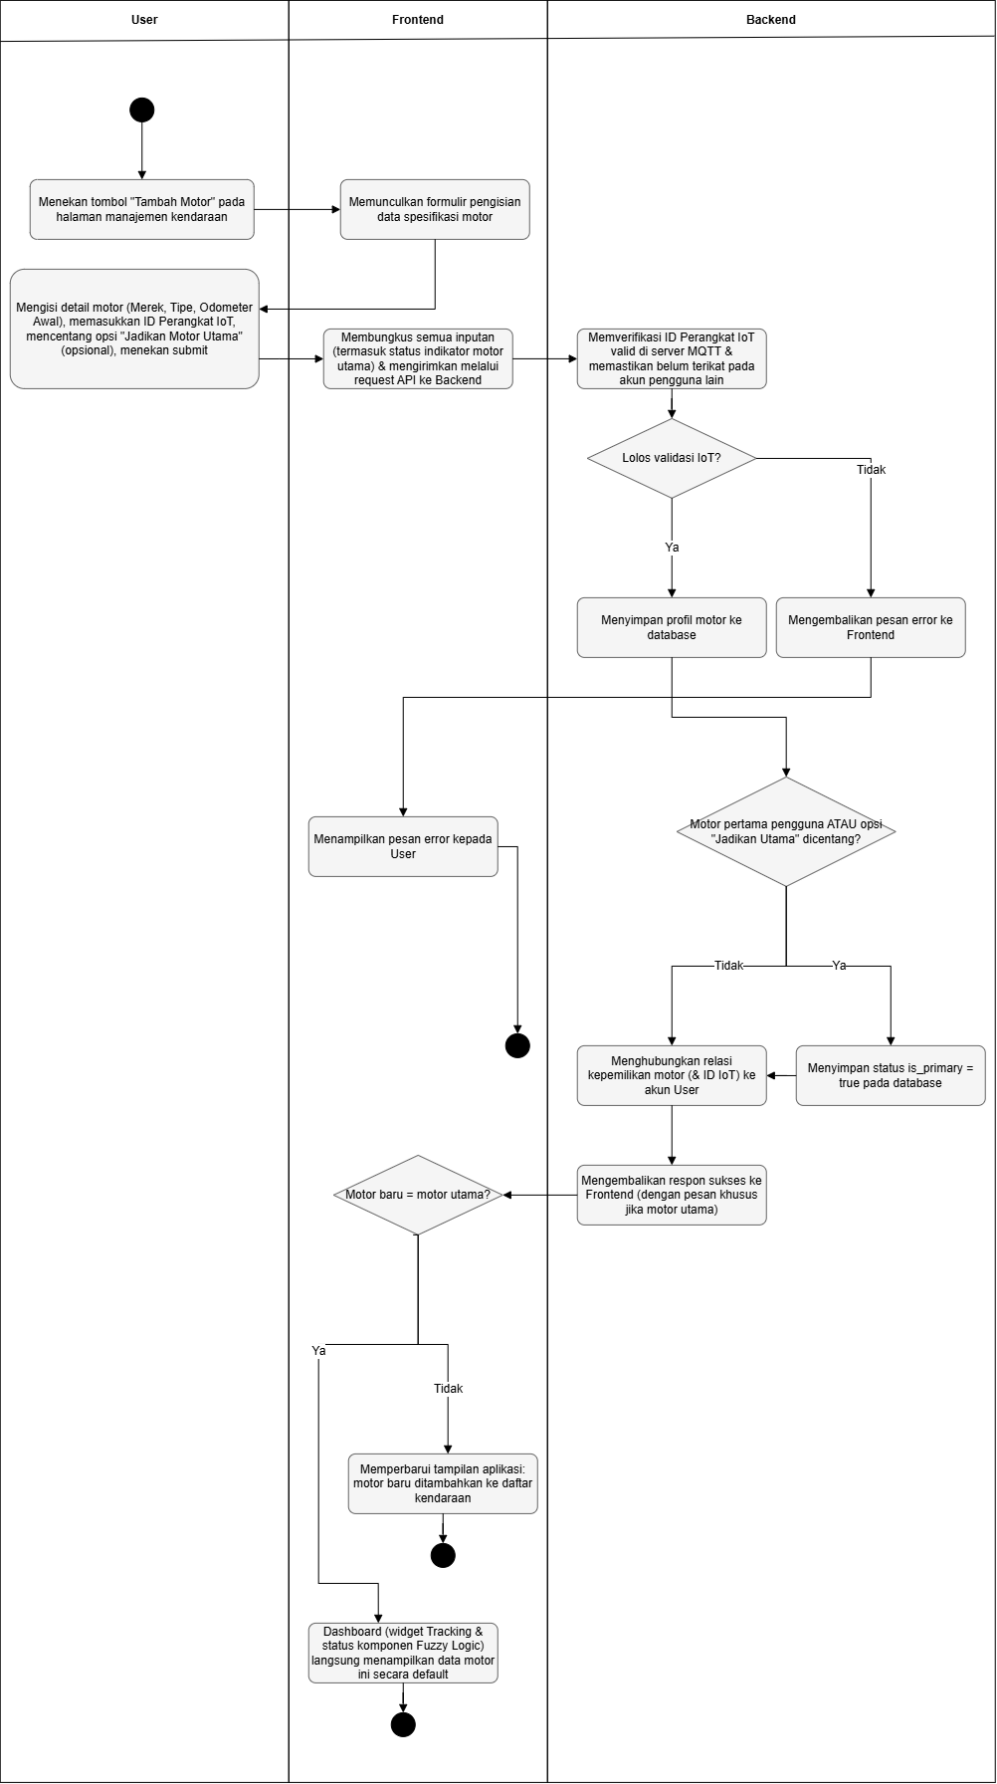 User
Frontend
Backend
Menekan tombol "Tambah Motor" pada
halaman manajemen kendaraan
Memunculkan formulir pengisian
data spesifikasi motor
Mengisi detail motor (Merek, Tipe, Odometer
Awal), memasukkan ID Perangkat IoT,
mencentang opsi "Jadikan Motor Utama"
(opsional), menekan submit
Membungkus semua inputan
(termasuk status indikator motor
utama) & mengirimkan melalui
request API ke Backend
Memverifikasi ID Perangkat IoT
valid di server MQTT &
memastikan belum terikat pada
akun pengguna lain
Lolos validasi IoT?
Tidak
Ya
Menyimpan profil motor ke
database
Mengembalikan pesan error ke
Frontend
Menampilkan pesan error kepada
User
Motor pertama pengguna ATAU opsi
"Jadikan Utama" dicentang?
Tidak
Ya
Menghubungkan relasi
kepemilikan motor (& ID IoT) ke
akun User
Menyimpan status is_primary =
true pada database
Mengembalikan respon sukses ke
Frontend (dengan pesan khusus
jika motor utama)
Motor baru = motor utama?
Ya
Tidak
Memperbarui tampilan aplikasi:
motor baru ditambahkan ke daftar
kendaraan
Dashboard (widget Tracking &
status komponen Fuzzy Logic)
langsung menampilkan data motor
ini secara default